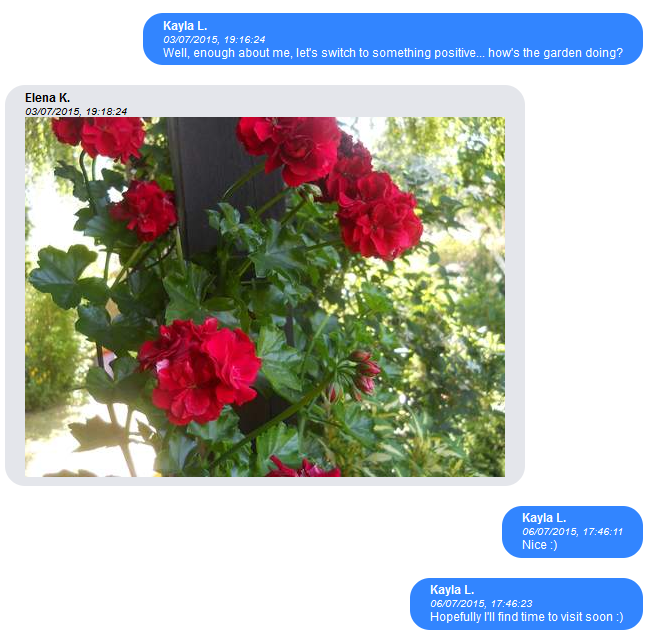 Kayla L.
03/07/2015, 19:16:24
Well, enough about me, let's switch to something positive... how's the garden doing?
Elena K.
03/07/2015, 19:18:24
Kayla L.
06/07/2015, 17:46:11
Nice :)
Kayla L.
06/07/2015, 17:46:23
Hopefully I'll find time to visit soon :)